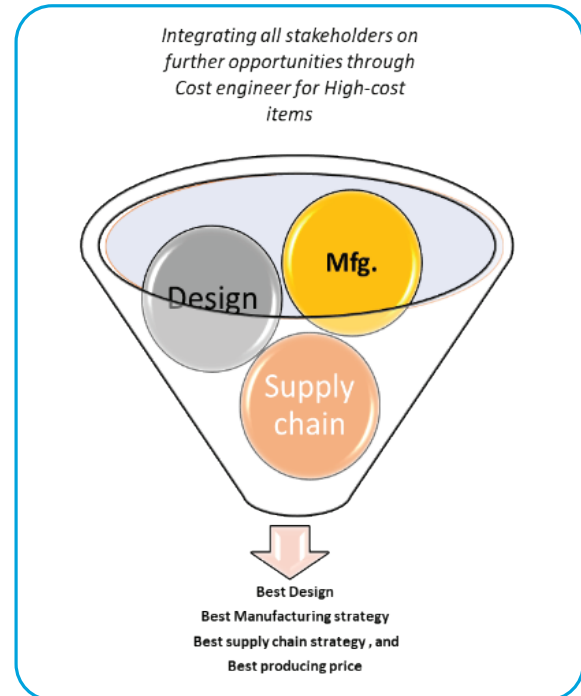 Integrating all stakeholders on
further opportunities through
Cost engineer for High-cost
items
Mfg.
Design
Supply
chain
Best Design
Best Manufacturing strategy
Best supply chain strategy , and
Best producing price